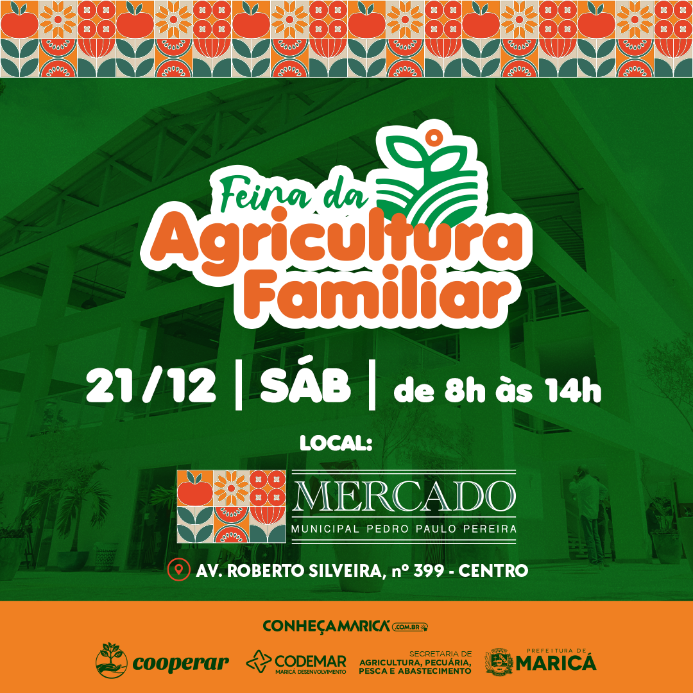 Feira da
Agricultura
Familiar
21/12 | SÁB | de 8h às 14h
LOCAL:
MERCADO
MUNICIPAL PEDRO PAULO PEREIRA
AV. ROBERTO SILVEIRA, nº 399 - CENTRO
CONHEÇAMARICÁ .COM.BR
cooperar
CODEMAR
MARICÁ DESENVOLVIMENTO
SECRETARIA DE
AGRICULTURA, PECUÁRIA,
PESCA E ABASTECIMENTO
PREFEITURA DE
MARICÁ